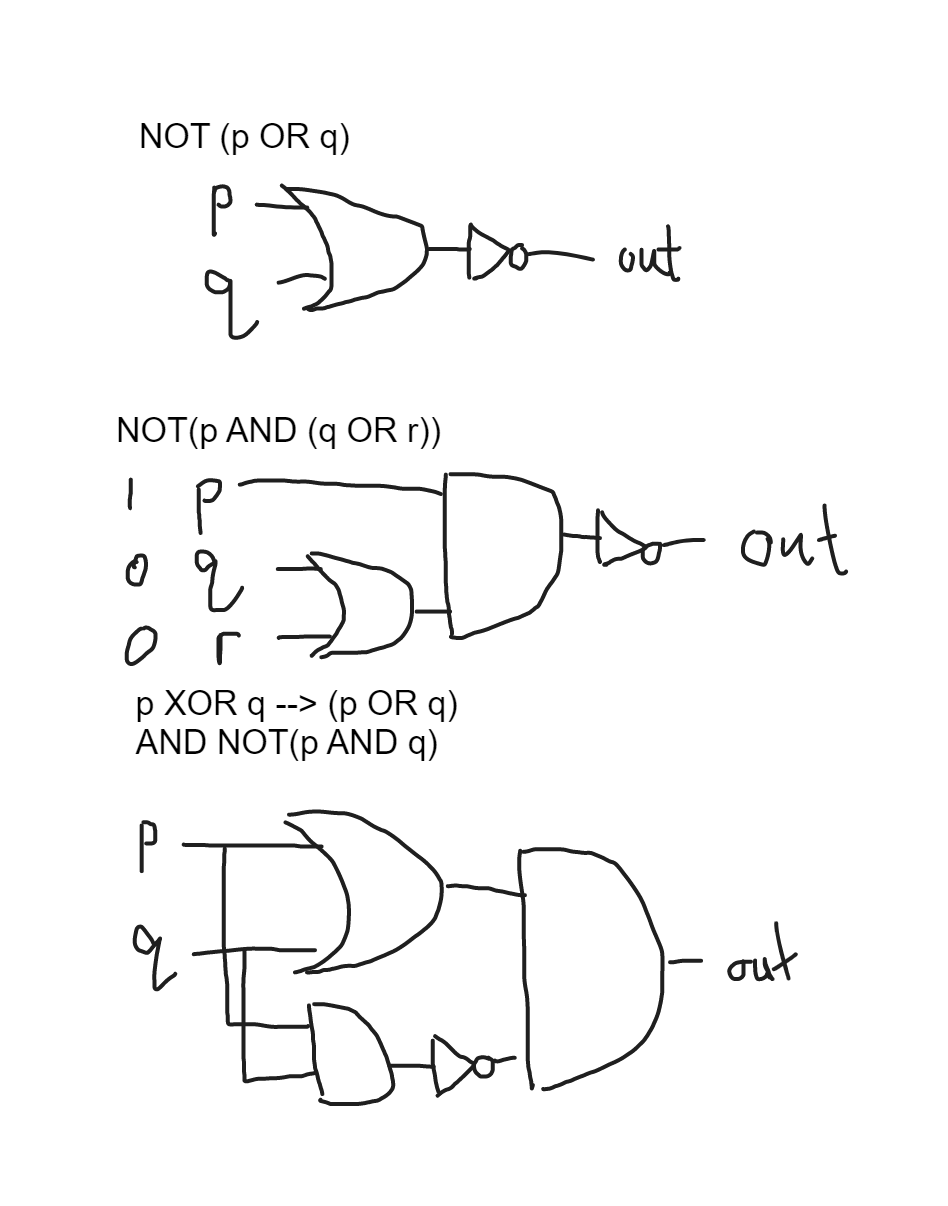 NOT (p OR q)
p
q
out
NOT(p AND (q OR r))
1 p
0 q
0 r
out
p XOR q --> (p OR q)
AND NOT(p AND q)
p
q
out